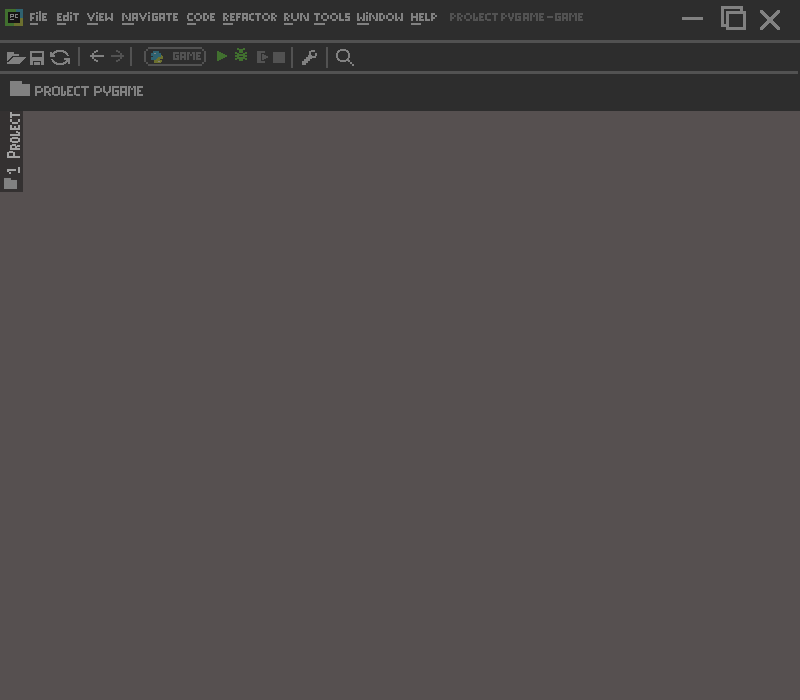 PC File Edit View Navigate Code Refactor Run Tools Window Help Project Pygame - Game
Game
Project Pygame
1 Project